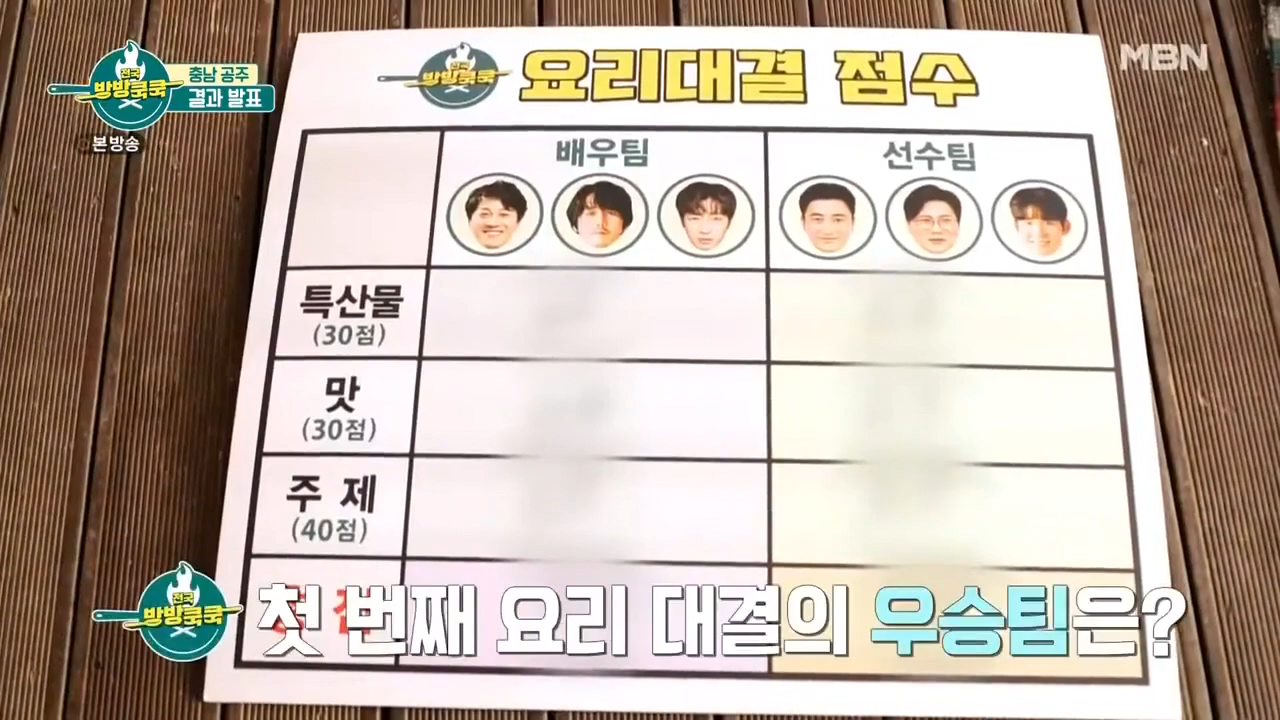 전국
방방쿡쿡
충남 공주
결과 발표
본방송
MBN
전국
방방쿡쿡
요리대결 점수
배우팀
선수팀
특산물
(30점)
맛
(30점)
주 제
(40점)
전국
방방쿡쿡
첫 번째 요리 대결의 우승팀은?